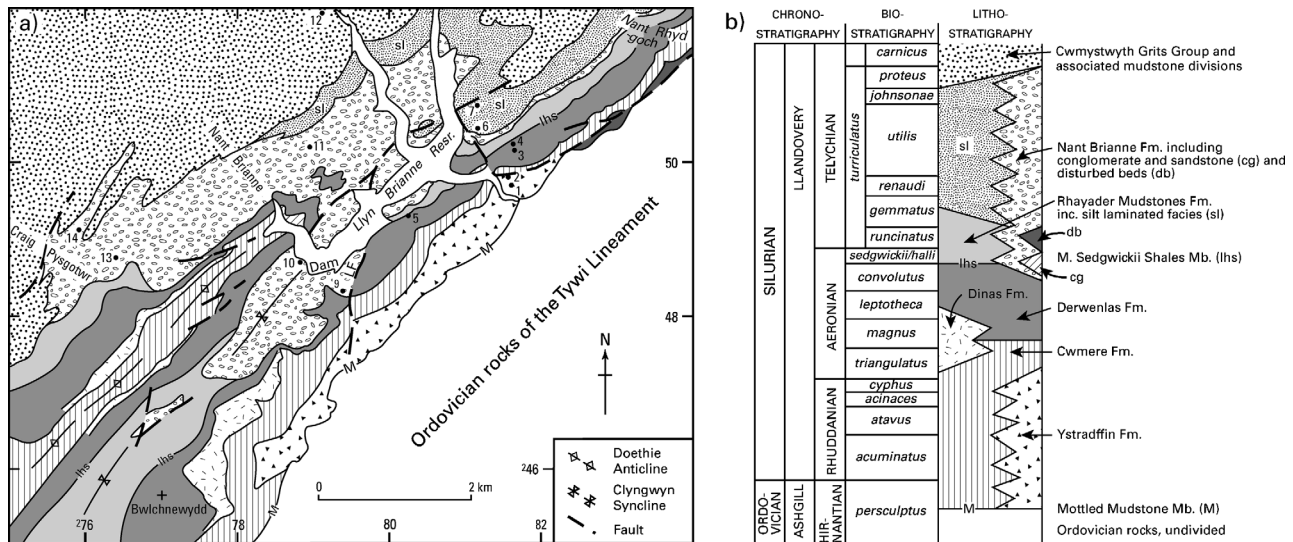 a)
12
sl
sl
Nant Rhyd
goch
7
sl
6
lhs
4
3
50
11
Nant Brianne
Llyn Brianne Resr.
2
1
5
M
14
Craig
Pysgotwr
13
10
Dam
9
48
Ordovician rocks of the Tywi Lineament
M
N
lhs
lhs
Bwlchnewydd
M
²46
0 2 km
²76
78
80
82
Doethie
Anticline
Clyngwyn
Syncline
Fault
b)
CHRONO-
STRATIGRAPHY
BIO-
STRATIGRAPHY
LITHO-
STRATIGRAPHY
SILURIAN
ORDO-
VICIAN
LLANDOVERY
ASHGILL
TELYCHIAN
AERONIAN
RHUDDANIAN
HIR-
NANTIAN
turriculatus
carnicus
proteus
johnsonae
utilis
renaudi
gemmatus
runcinatus
sedgwickii/halli
convolutus
leptotheca
magnus
triangulatus
cyphus
acinaces
atavus
acuminatus
persculptus
sl
lhs
Dinas Fm.
M
Cwmystwyth Grits Group and
associated mudstone divisions
Nant Brianne Fm. including
conglomerate and sandstone (cg) and
disturbed beds (db)
Rhayader Mudstones Fm.
inc. silt laminated facies (sl)
db
M. Sedgwickii Shales Mb. (lhs)
cg
Derwenlas Fm.
Cwmere Fm.
Ystradffin Fm.
Mottled Mudstone Mb. (M)
Ordovician rocks, undivided